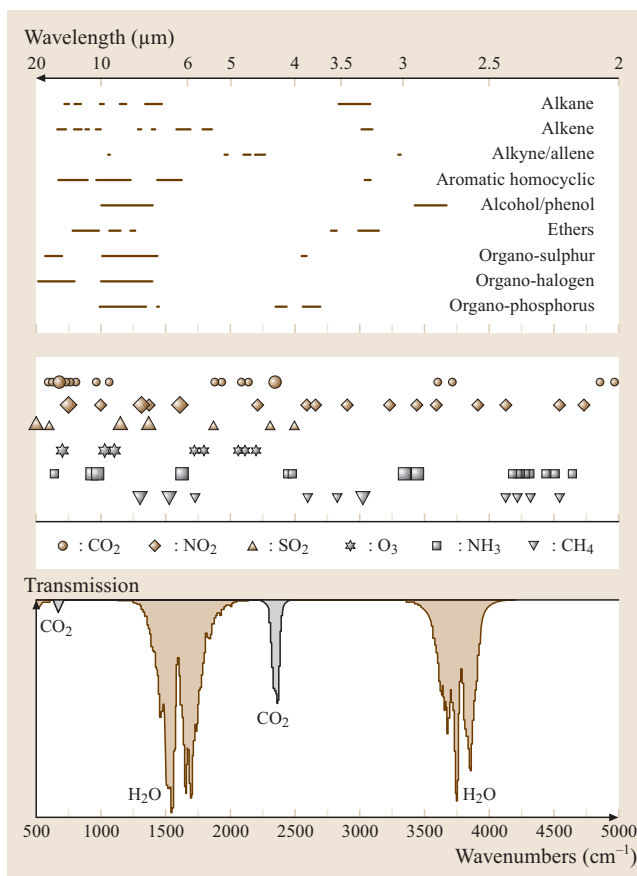 Wavelength (µm)
20 10 6 5 4 3.5 3 2.5 2
Alkane
Alkene
Alkyne/allene
Aromatic homocyclic
Alcohol/phenol
Ethers
Organo-sulphur
Organo-halogen
Organo-phosphorus
: CO₂ : NO₂ : SO₂ : O₃ : NH₃ : CH₄
Transmission
CO₂
CO₂
H₂O H₂O
500 1000 1500 2000 2500 3000 3500 4000 4500 5000
Wavenumbers (cm⁻¹)